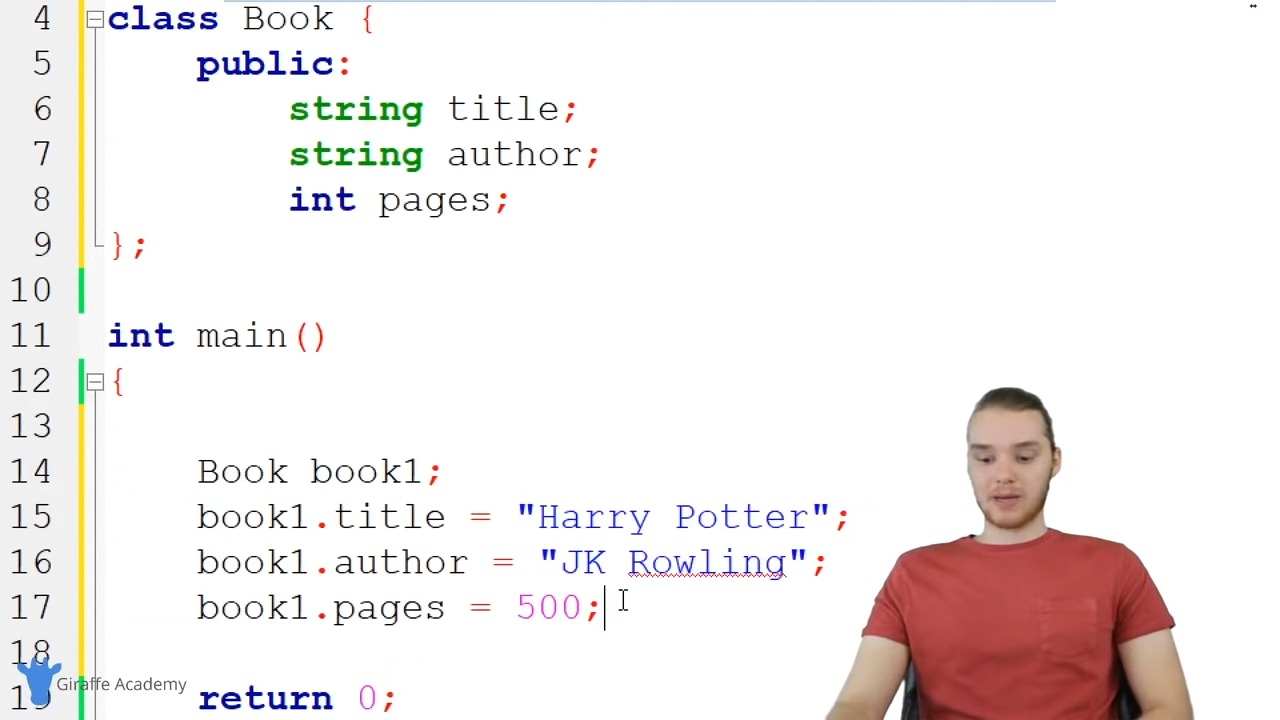 4 class Book {
5 public:
6 string title;
7 string author;
8 int pages;
9 };
10
11 int main()
12 {
13
14 Book book1;
15 book1.title = "Harry Potter";
16 book1.author = "JK Rowling";
17 book1.pages = 500;
18
Giraffe Academy
19 return 0;